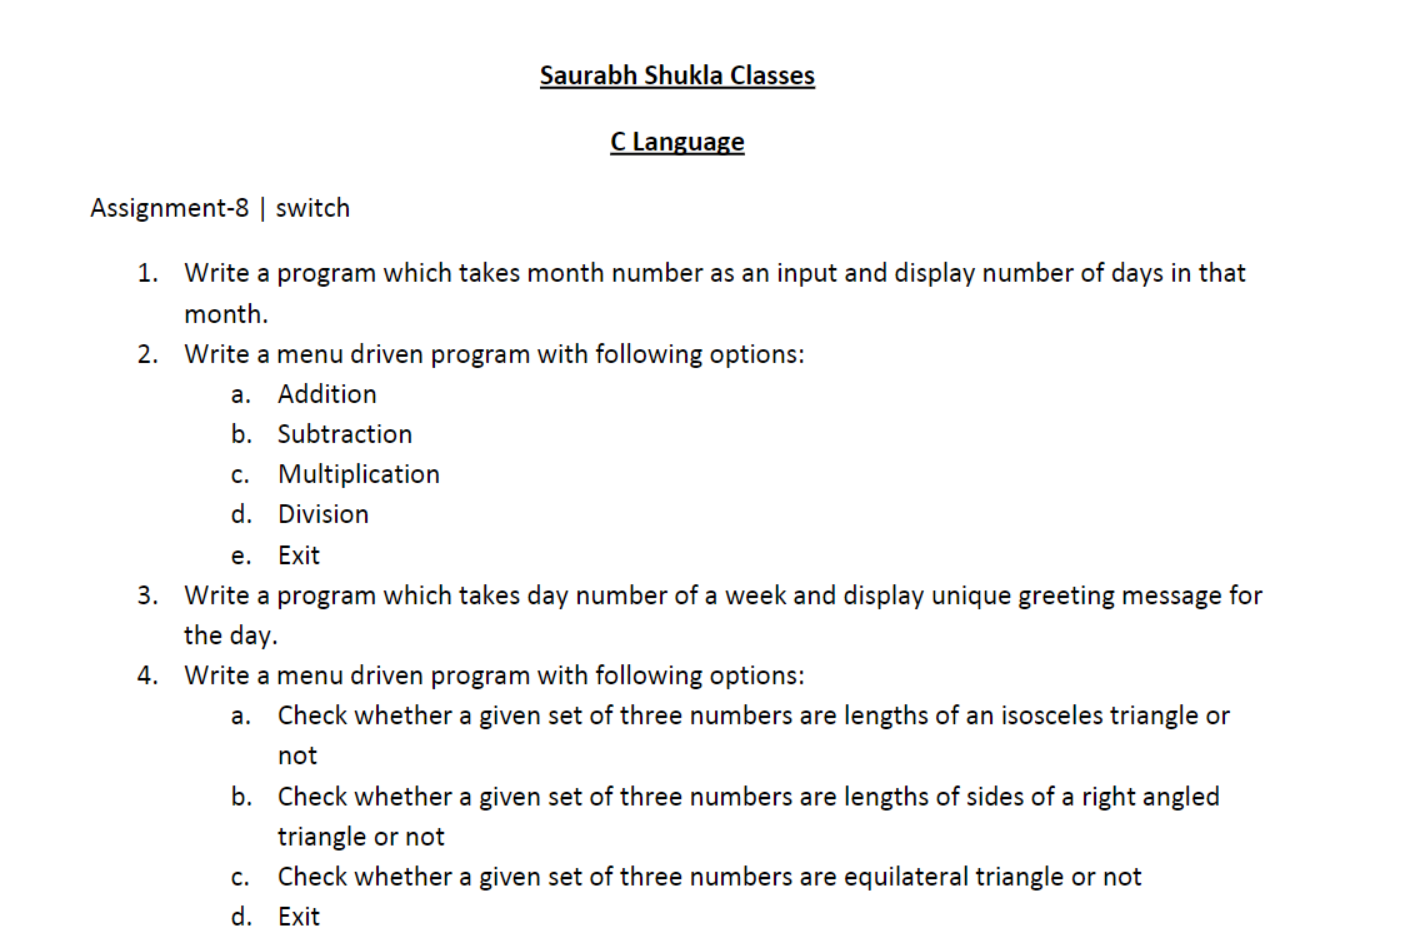 Saurabh Shukla Classes
C Language
Assignment-8 | switch
1. Write a program which takes month number as an input and display number of days in that
month.
2. Write a menu driven program with following options:
a. Addition
b. Subtraction
c. Multiplication
d. Division
e. Exit
3. Write a program which takes day number of a week and display unique greeting message for
the day.
4. Write a menu driven program with following options:
a. Check whether a given set of three numbers are lengths of an isosceles triangle or
not
b. Check whether a given set of three numbers are lengths of sides of a right angled
triangle or not
c. Check whether a given set of three numbers are equilateral triangle or not
d. Exit